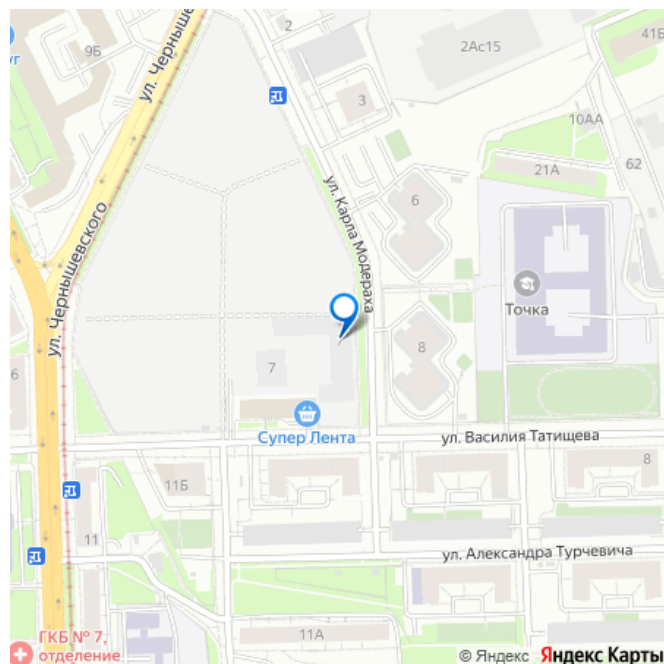 2
41Б
9Б
ул. Чернышевского
2Ас15
уг
3
10АА
62
21А
ул. Карла Модераха
6
ул. Чернышевского
Точка
8
6
7
Супер Лента
ул. Василия Татищева
11Б
8
11
ул. Александра Турчевича
11А
ГКБ № 7,
отделение
© Яндекс Яндекс Карты